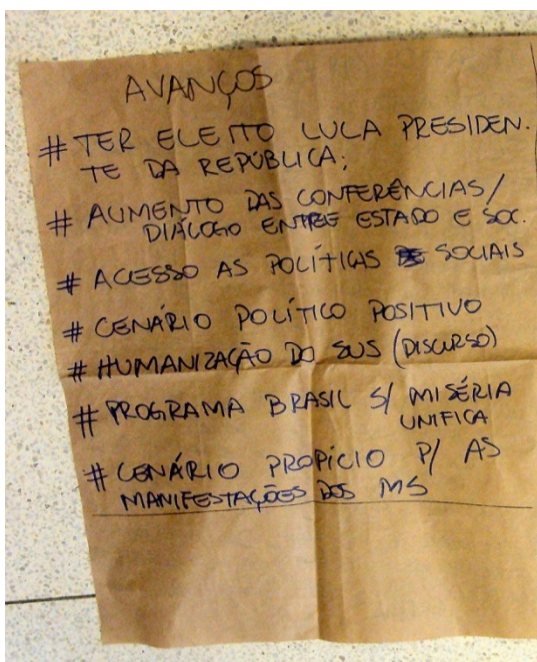 AVANÇOS
# TER ELEITO LULA PRESIDEN.
TE DA REPÚBLICA;
# AUMENTO DAS CONFERÊNCIAS/
DIÁLOGO ENTRE ESTADO E SOC.
# ACESSO AS POLÍTICAS SOCIAIS
# CENÁRIO POLÍTICO POSITIVO
# HUMANIZAÇÃO DO SUS (DISCURSO)
# PROGRAMA BRASIL S/ MISÉRIA
UNIFICA
# CENÁRIO PROPÍCIO P/ AS
MANIFESTAÇÕES DOS MS